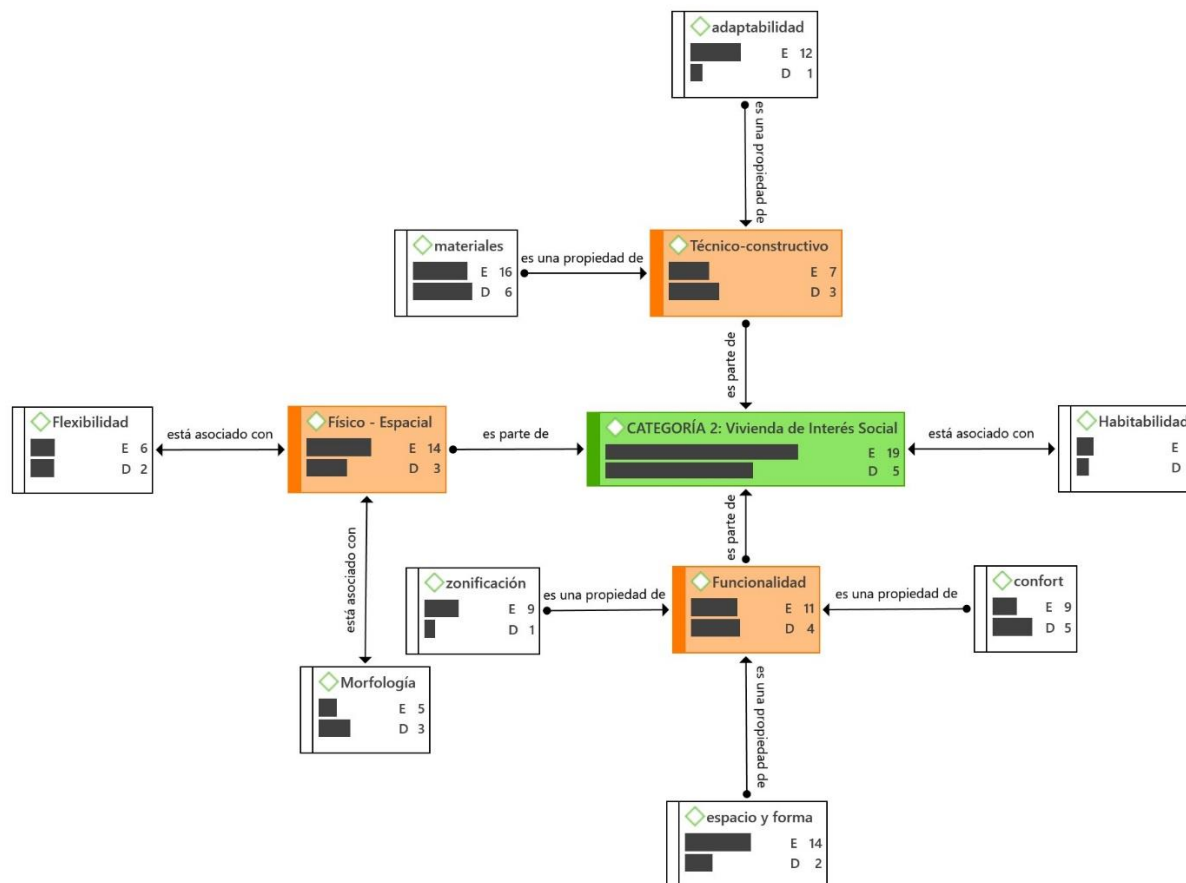 adaptabilidad
E 12
D 1
es una propiedad de
materiales
E 16
D 6
es una propiedad de
Técnico-constructivo
E 7
D 3
es parte de
Flexibilidad
E 6
D 2
está asociado con
Físico - Espacial
E 14
D 3
es parte de
CATEGORÍA 2: Vivienda de Interés Social
E 19
D 5
está asociado con
Habitabilidad
E
D
está asociado con
es parte de
zonificación
E 9
D 1
es una propiedad de
Funcionalidad
E 11
D 4
es una propiedad de
confort
E 9
D 5
Morfología
E 5
D 3
es una propiedad de
espacio y forma
E 14
D 2